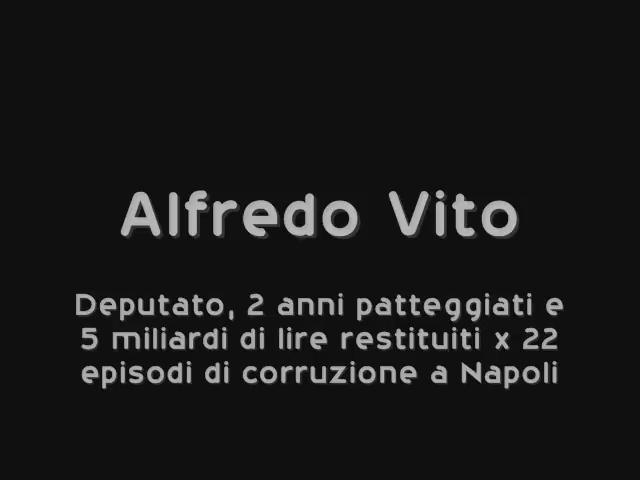 Alfredo Vito
Deputato, 2 anni patteggiati e
5 miliardi di lire restituiti x 22
episodi di corruzione a Napoli